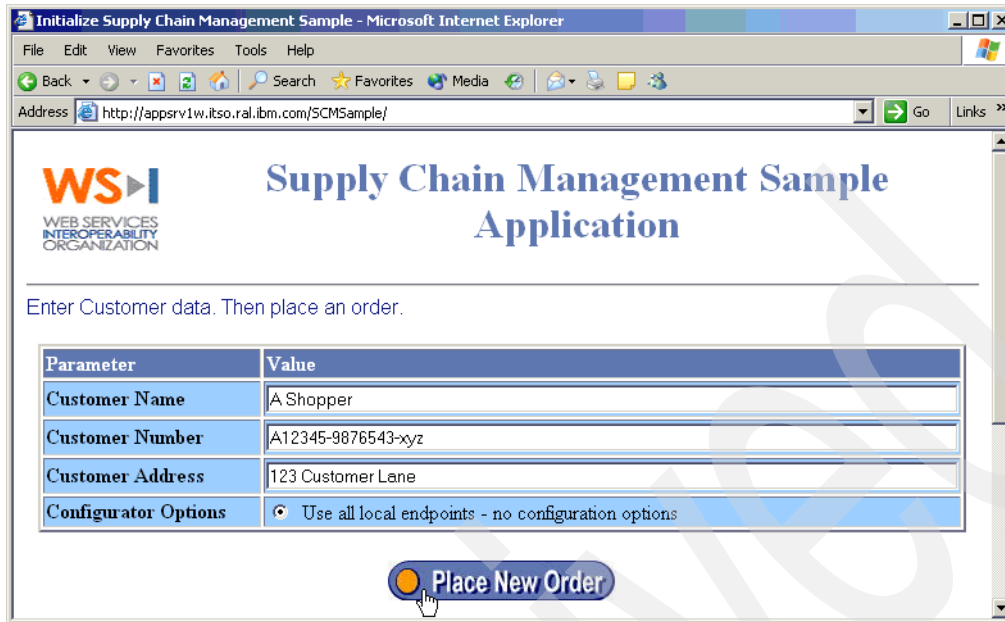 Initialize Supply Chain Management Sample - Microsoft Internet Explorer
File Edit View Favorites Tools Help
Back Search Favorites Media
Address http://appsrv1w.itso.ral.ibm.com/SCMSample/ Go Links »
WS-I
WEB SERVICES
INTEROPERABILITY
ORGANIZATION
Supply Chain Management Sample
Application
Enter Customer data. Then place an order.
Parameter Value
Customer Name A Shopper
Customer Number A12345-9876543-xyz
Customer Address 123 Customer Lane
Configurator Options Use all local endpoints - no configuration options
Place New Order